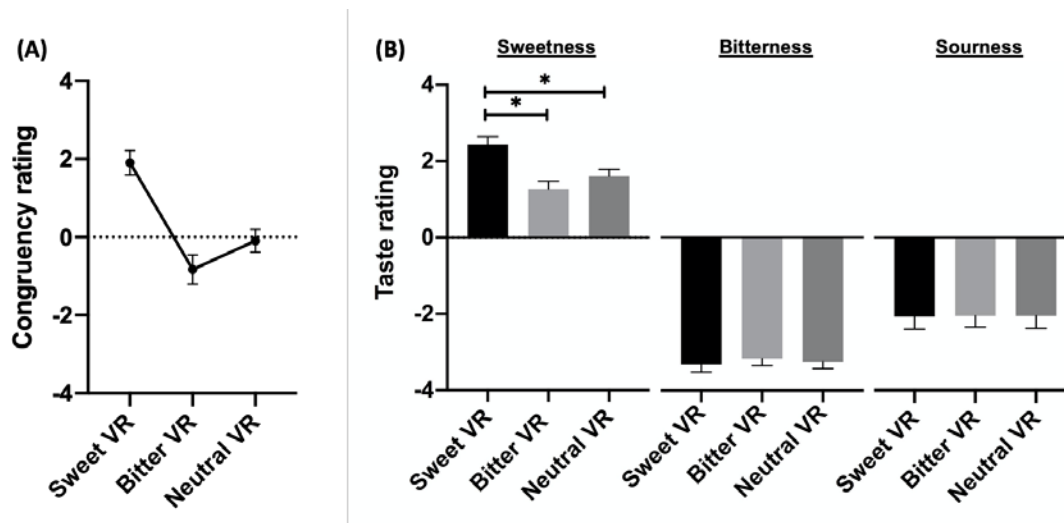 (A)
Congruency rating
4
2
0
-2
-4
Sweet VR
Bitter VR
Neutral VR
(B)
Sweetness
Bitterness
Sourness
Taste rating
4
2
0
-2
-4
*
*
Sweet VR
Bitter VR
Neutral VR
Sweet VR
Bitter VR
Neutral VR
Sweet VR
Bitter VR
Neutral VR